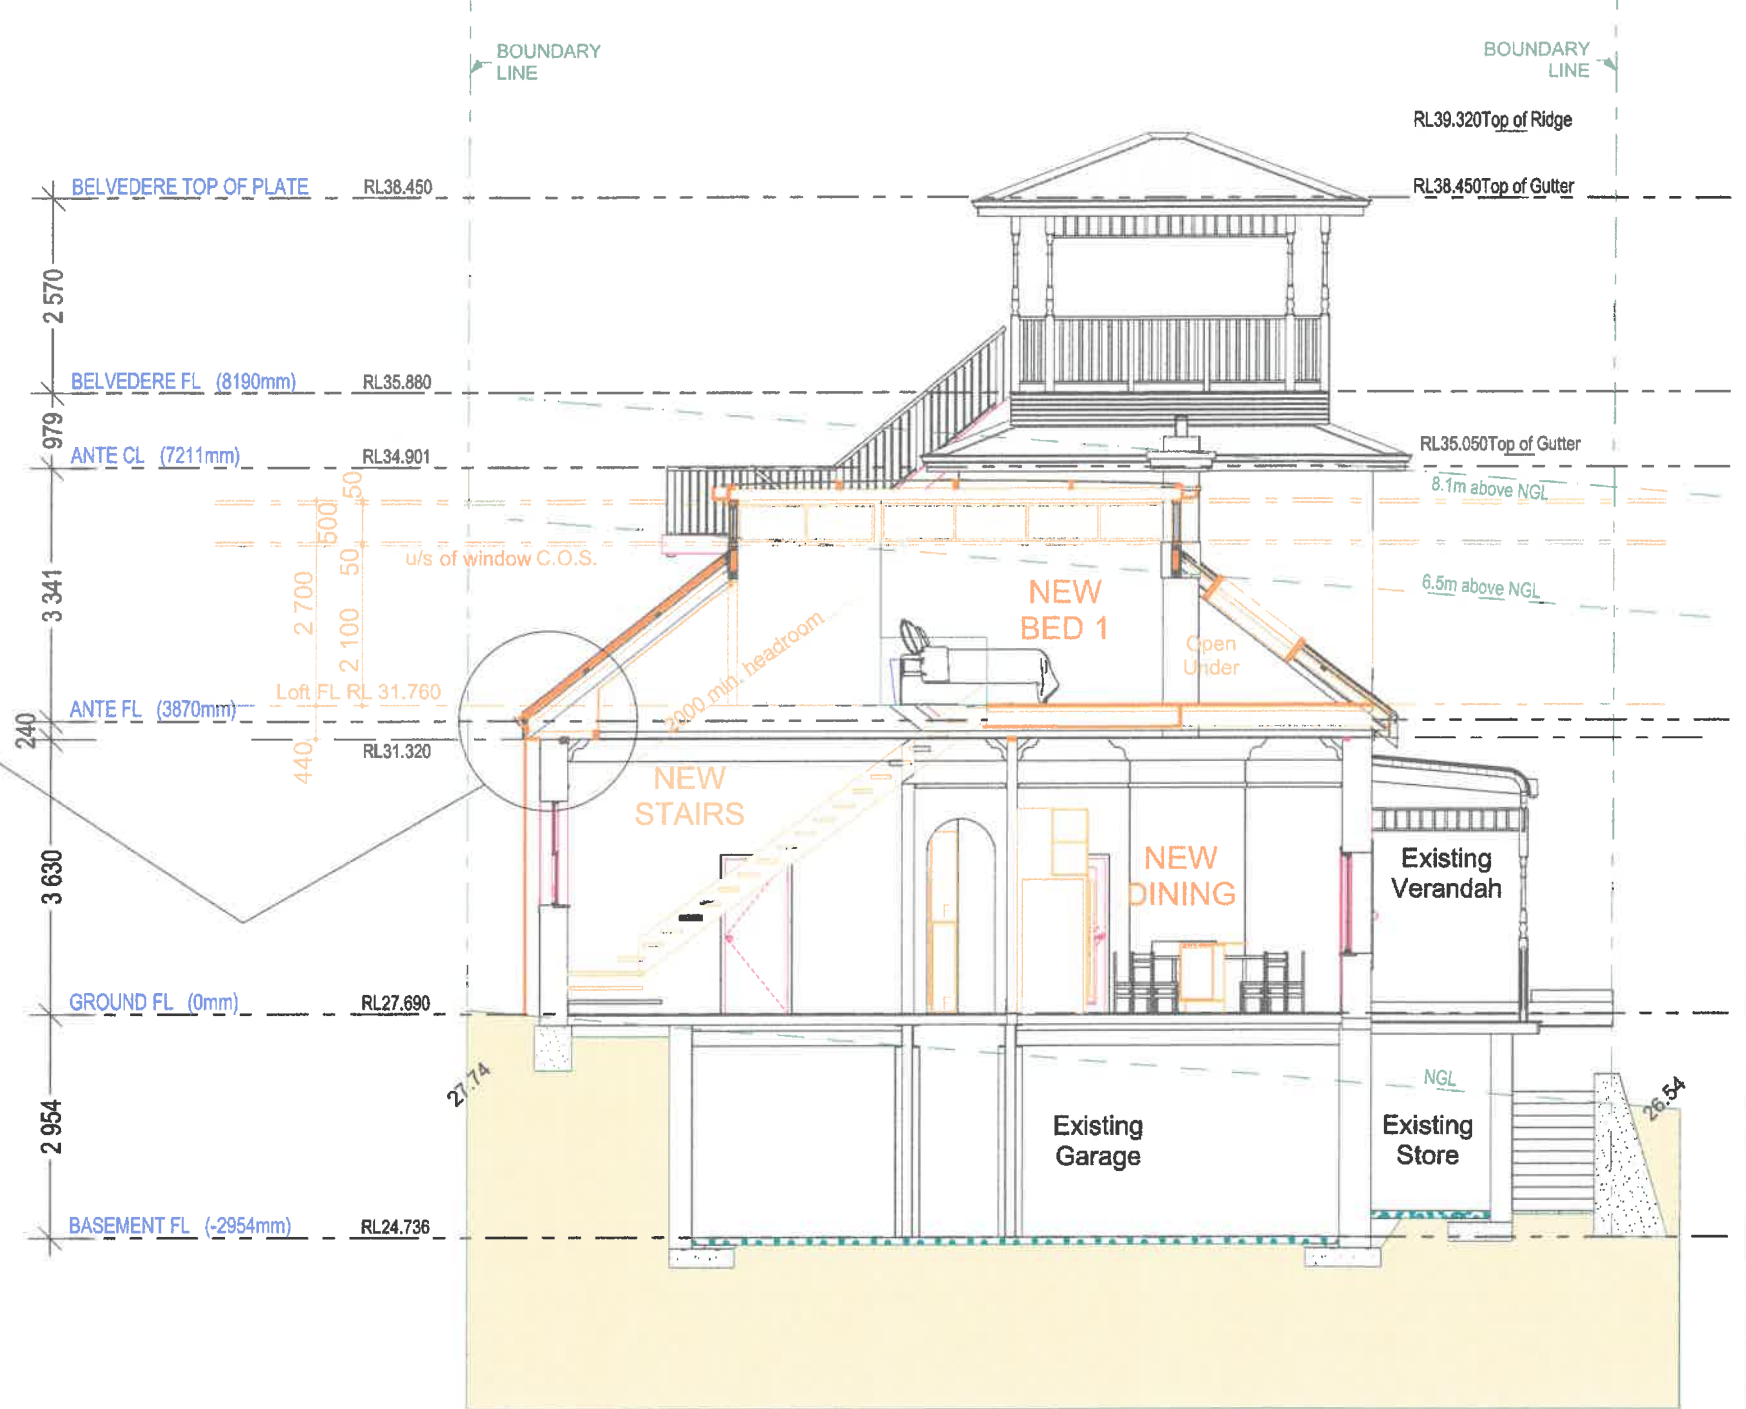 BOUNDARY
LINE
BOUNDARY
LINE
RL39.320Top of Ridge
BELVEDERE TOP OF PLATE RL38.450
RL38.450Top of Gutter
2 570
BELVEDERE FL (8190mm) RL35.880
979
ANTE CL (7211mm) RL34.901
RL35.050Top of Gutter
8.1m above NGL
50
500
u/s of window C.O.S.
50
6.5m above NGL
3 341
2 700
2 100
NEW
BED 1
2000 min. headroom
Open
Under
Loft FL RL 31.760
ANTE FL (3870mm)
240
RL31.320
440
NEW
STAIRS
3 630
NEW
DINING
Existing
Verandah
F
F
GROUND FL (0mm) RL27.690
27.74
NGL
26.54
2 954
Existing
Garage
Existing
Store
BASEMENT FL (-2954mm) RL24.736